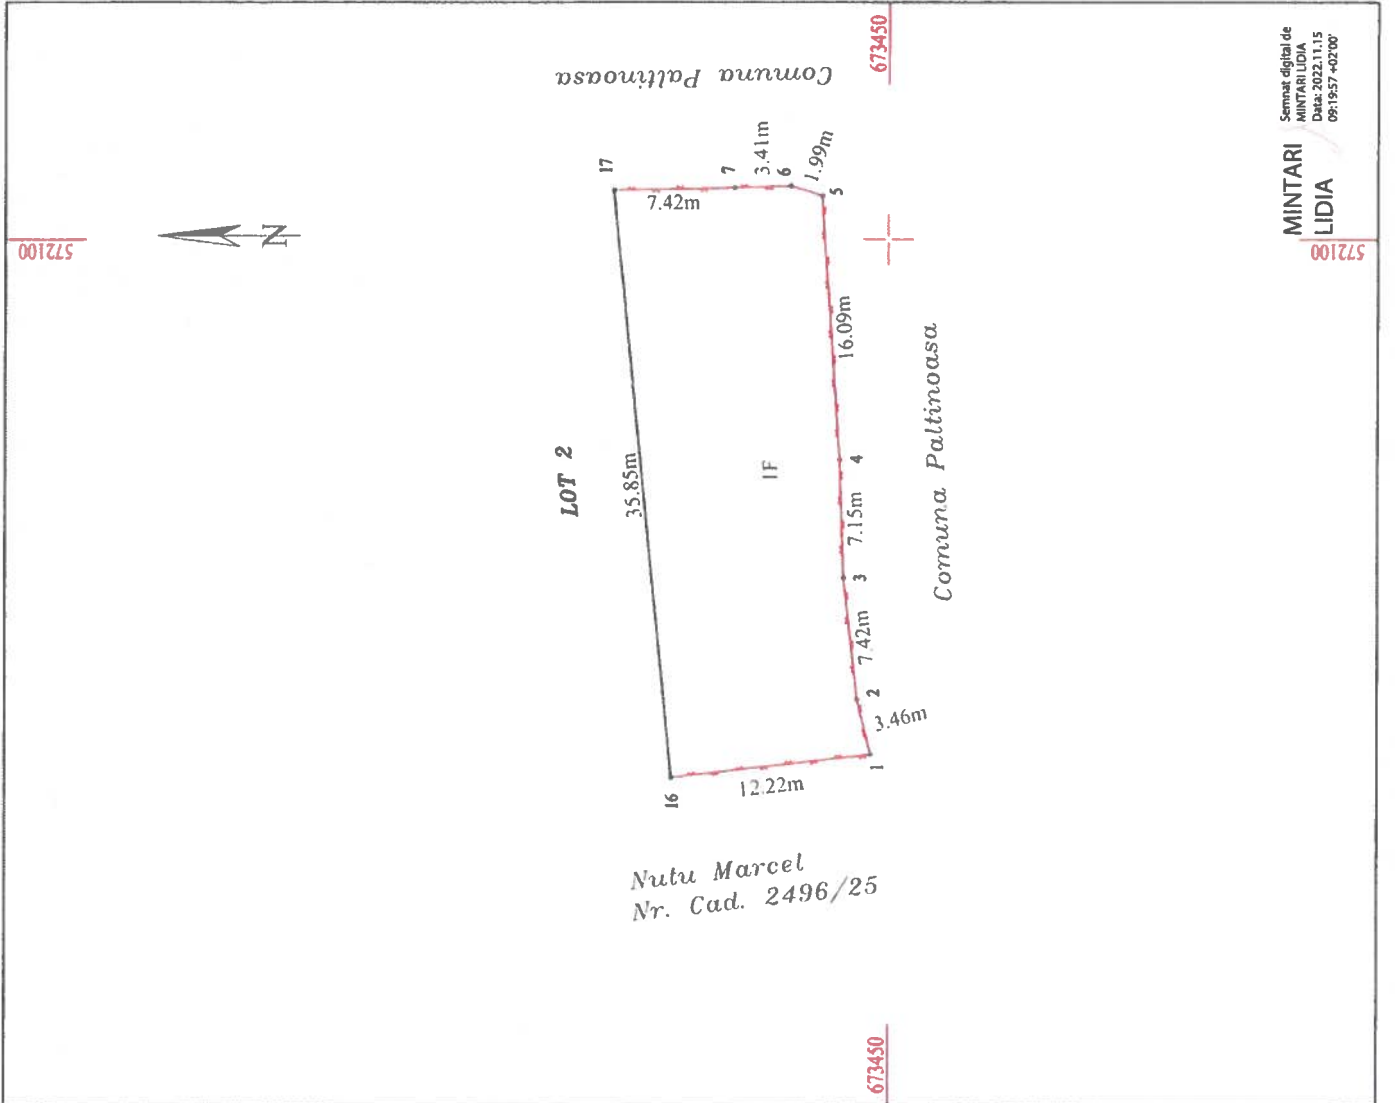 673450
Semnat digital de
MINTARI LIDIA
Data: 2022.11.15
09:19:57 +02'00'
MINTARI
LIDIA
Comuna Paltinoasa
572100
N
17
7.42m
7
3.41m
6
1.99m
5
16.09m
LOT 2
35.85m
1F
4
7.15m
3
7.42m
2
3.46m
1
12.22m
16
Comuna Paltinoasa
Nutu Marcel
Nr. Cad. 2496/25
572100
673450